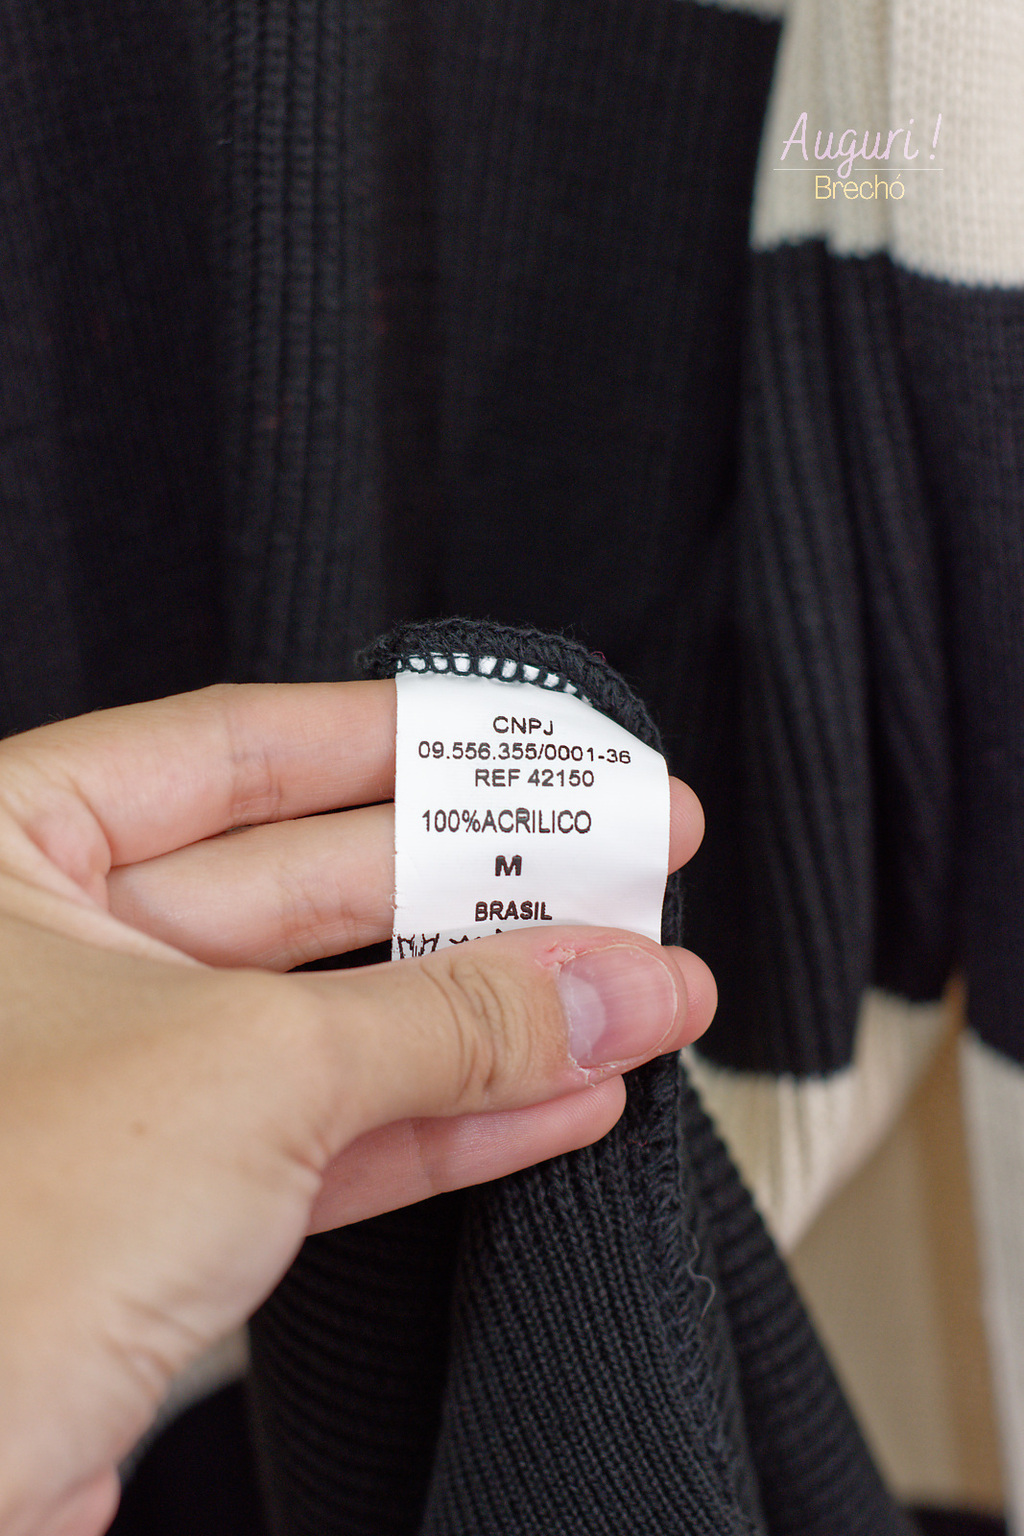 Auguri!
Brechó
CNPJ
09.556.355/0001-36
REF 42150
100%ACRILICO
M
BRASIL